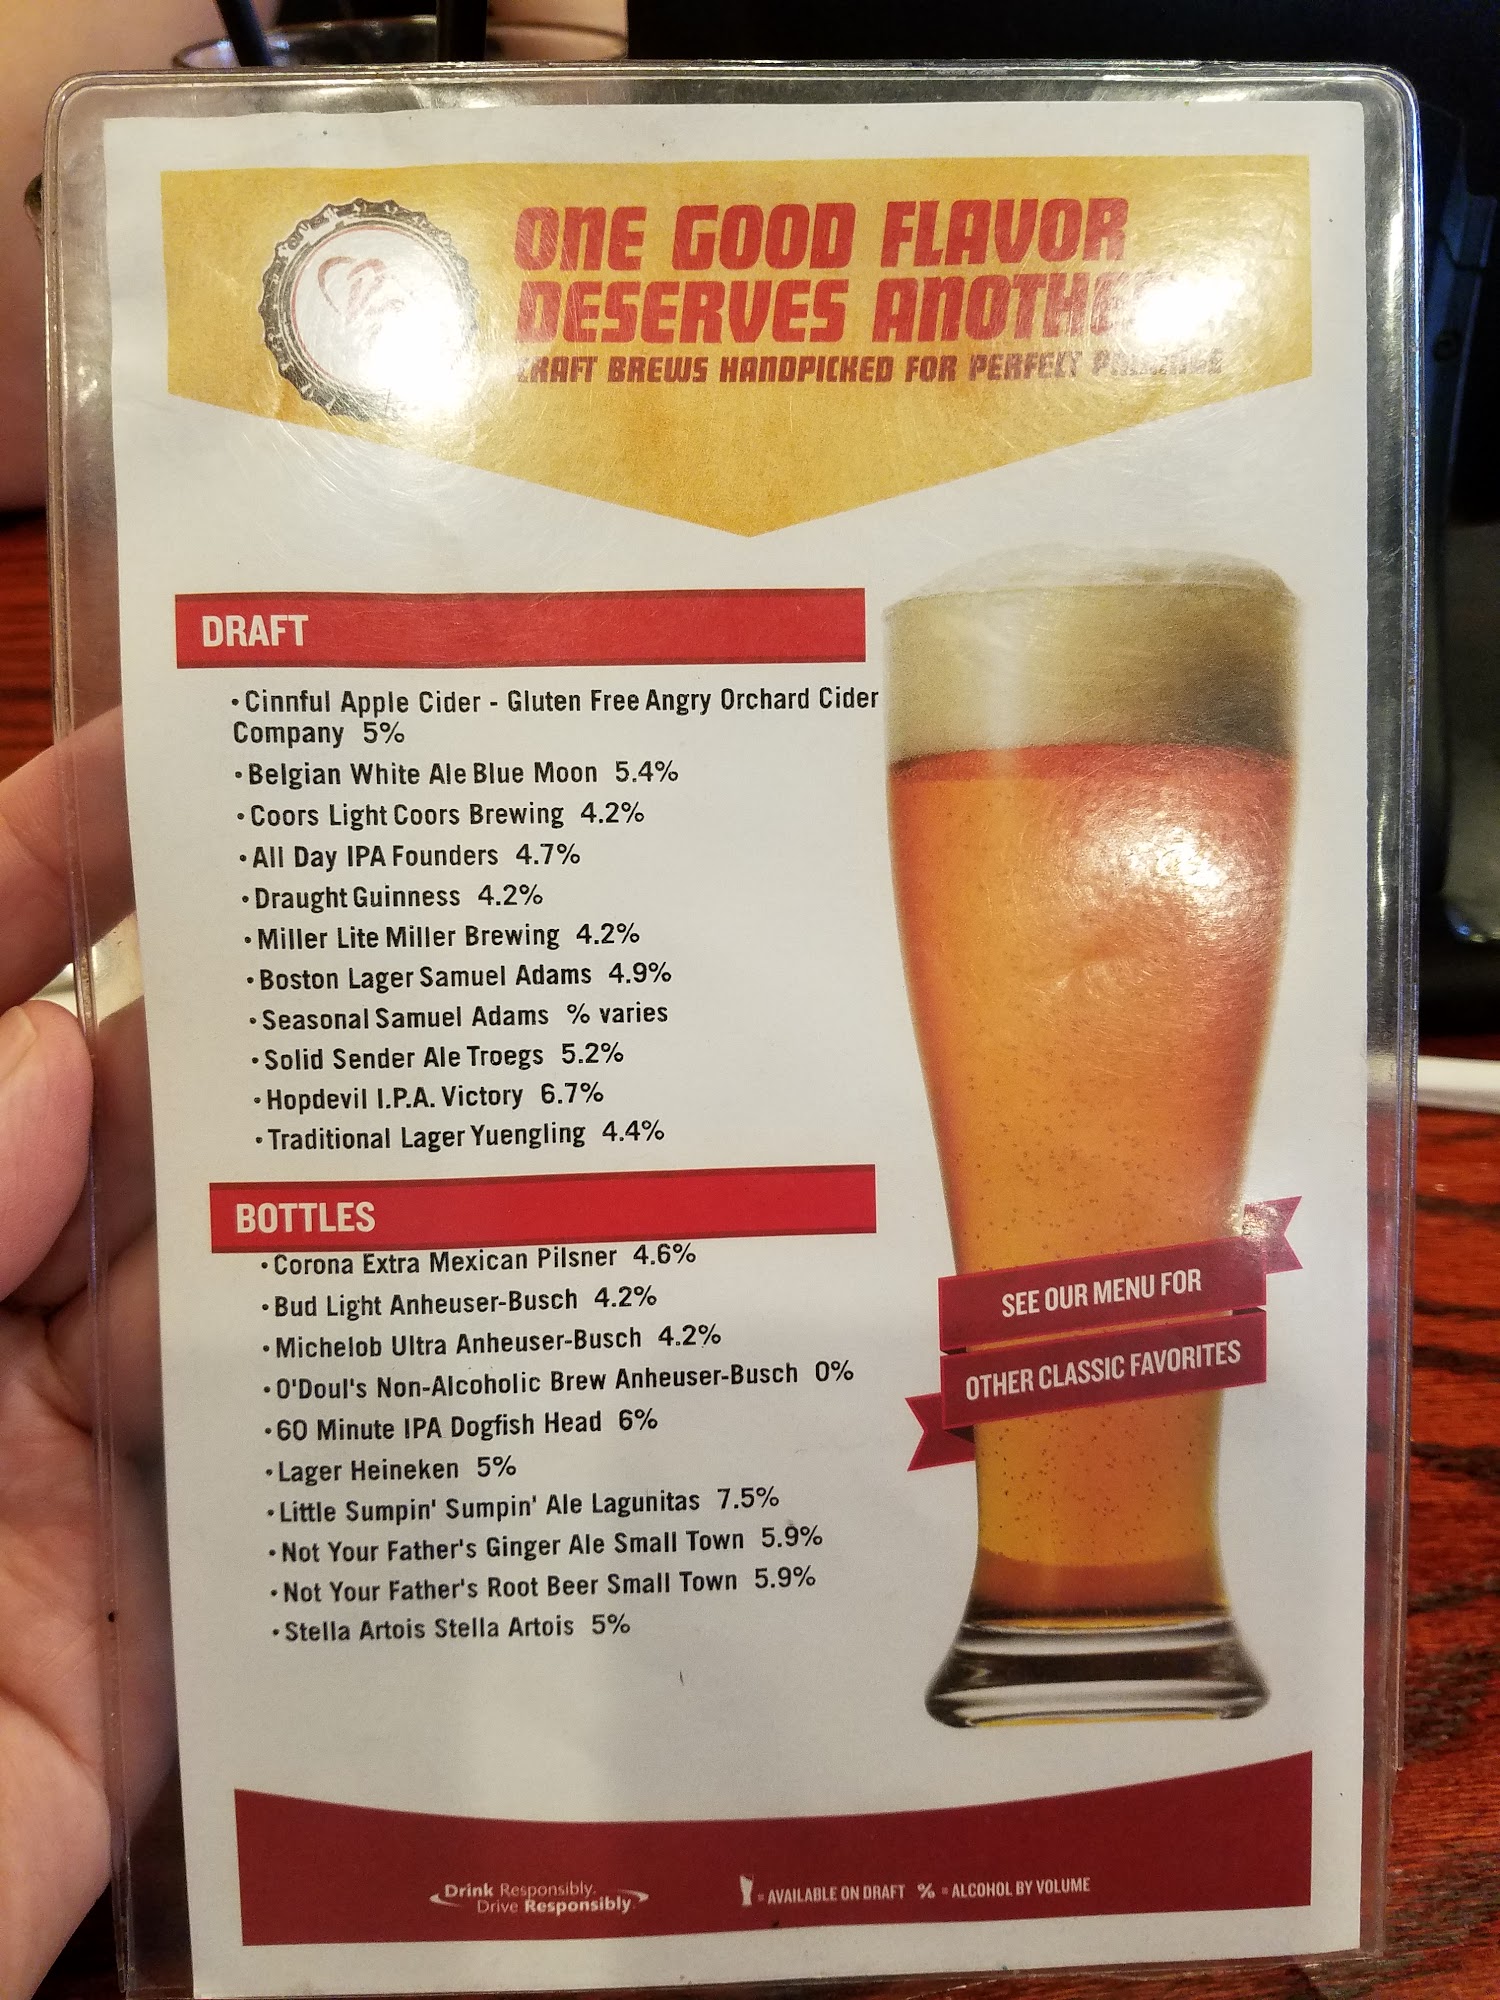 ONE GOOD FLAVOR
DESERVES
CRAFT BREWS HANDPICKED FOR PERFECT
DRAFT
• Cinnful Apple Cider - Gluten Free Angry Orchard Cider
Company 5%
• Belgian White Ale Blue Moon 5.4%
• Coors Light Coors Brewing 4.2%
• All Day IPA Founders 4.7%
• Draught Guinness 4.2%
• Miller Lite Miller Brewing 4.2%
• Boston Lager Samuel Adams 4.9%
• Seasonal Samuel Adams % varies
• Solid Sender Ale Troegs 5.2%
• Hopdevil I.P.A. Victory 6.7%
• Traditional Lager Yuengling 4.4%
BOTTLES
• Corona Extra Mexican Pilsner 4.6%
• Bud Light Anheuser-Busch 4.2%
• Michelob Ultra Anheuser-Busch 4.2%
• O'Doul's Non-Alcoholic Brew Anheuser-Busch 0%
• 60 Minute IPA Dogfish Head 6%
• Lager Heineken 5%
• Little Sumpin' Sumpin' Ale Lagunitas 7.5%
• Not Your Father's Ginger Ale Small Town 5.9%
• Not Your Father's Root Beer Small Town 5.9%
• Stella Artois Stella Artois 5%
SEE OUR MENU FOR
OTHER CLASSIC FAVORITES
Drink Responsibly.
Drive Responsibly.
= AVAILABLE ON DRAFT % = ALCOHOL BY VOLUME